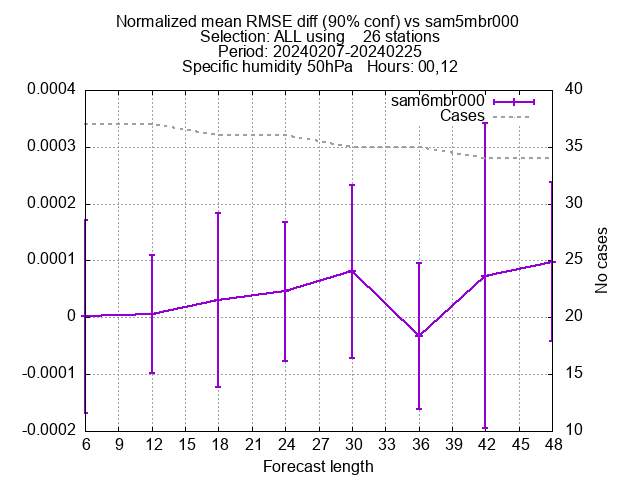 Normalized mean RMSE diff (90% conf) vs sam5mbr000
Selection: ALL using    26 stations
Period: 20240207-20240225
Specific humidity 50hPa   Hours: 00,12
sam6mbr000
Cases
0.0004
0.0003
0.0002
0.0001
0
-0.0001
-0.0002
40
35
30
25
20
15
10
No cases
6 9 12 15 18 21 24 27 30 33 36 39 42 45 48
Forecast length